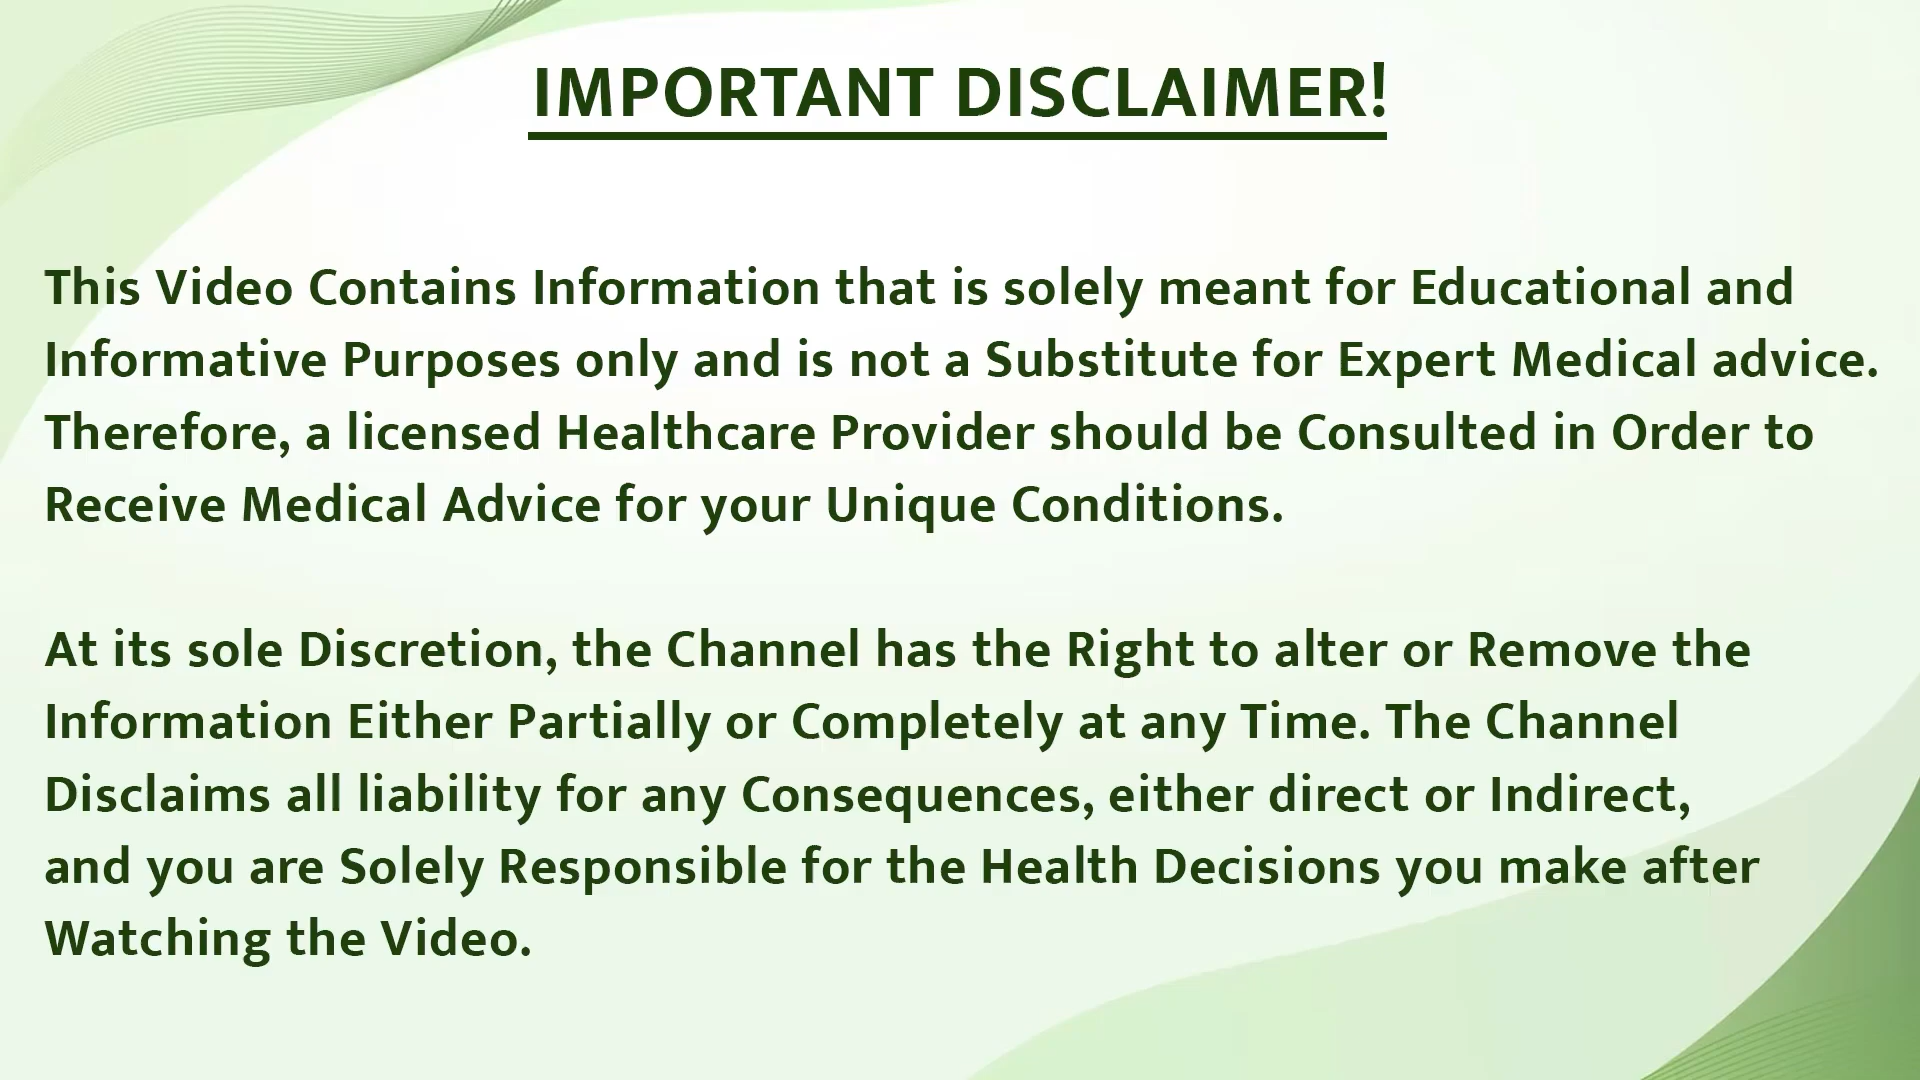 IMPORTANT DISCLAIMER!
This Video Contains Information that is solely meant for Educational and
Informative Purposes only and is not a Substitute for Expert Medical advice.
Therefore, a licensed Healthcare Provider should be Consulted in Order to
Receive Medical Advice for your Unique Conditions.
At its sole Discretion, the Channel has the Right to alter or Remove the
Information Either Partially or Completely at any Time. The Channel
Disclaims all liability for any Consequences, either direct or Indirect,
and you are Solely Responsible for the Health Decisions you make after
Watching the Video.